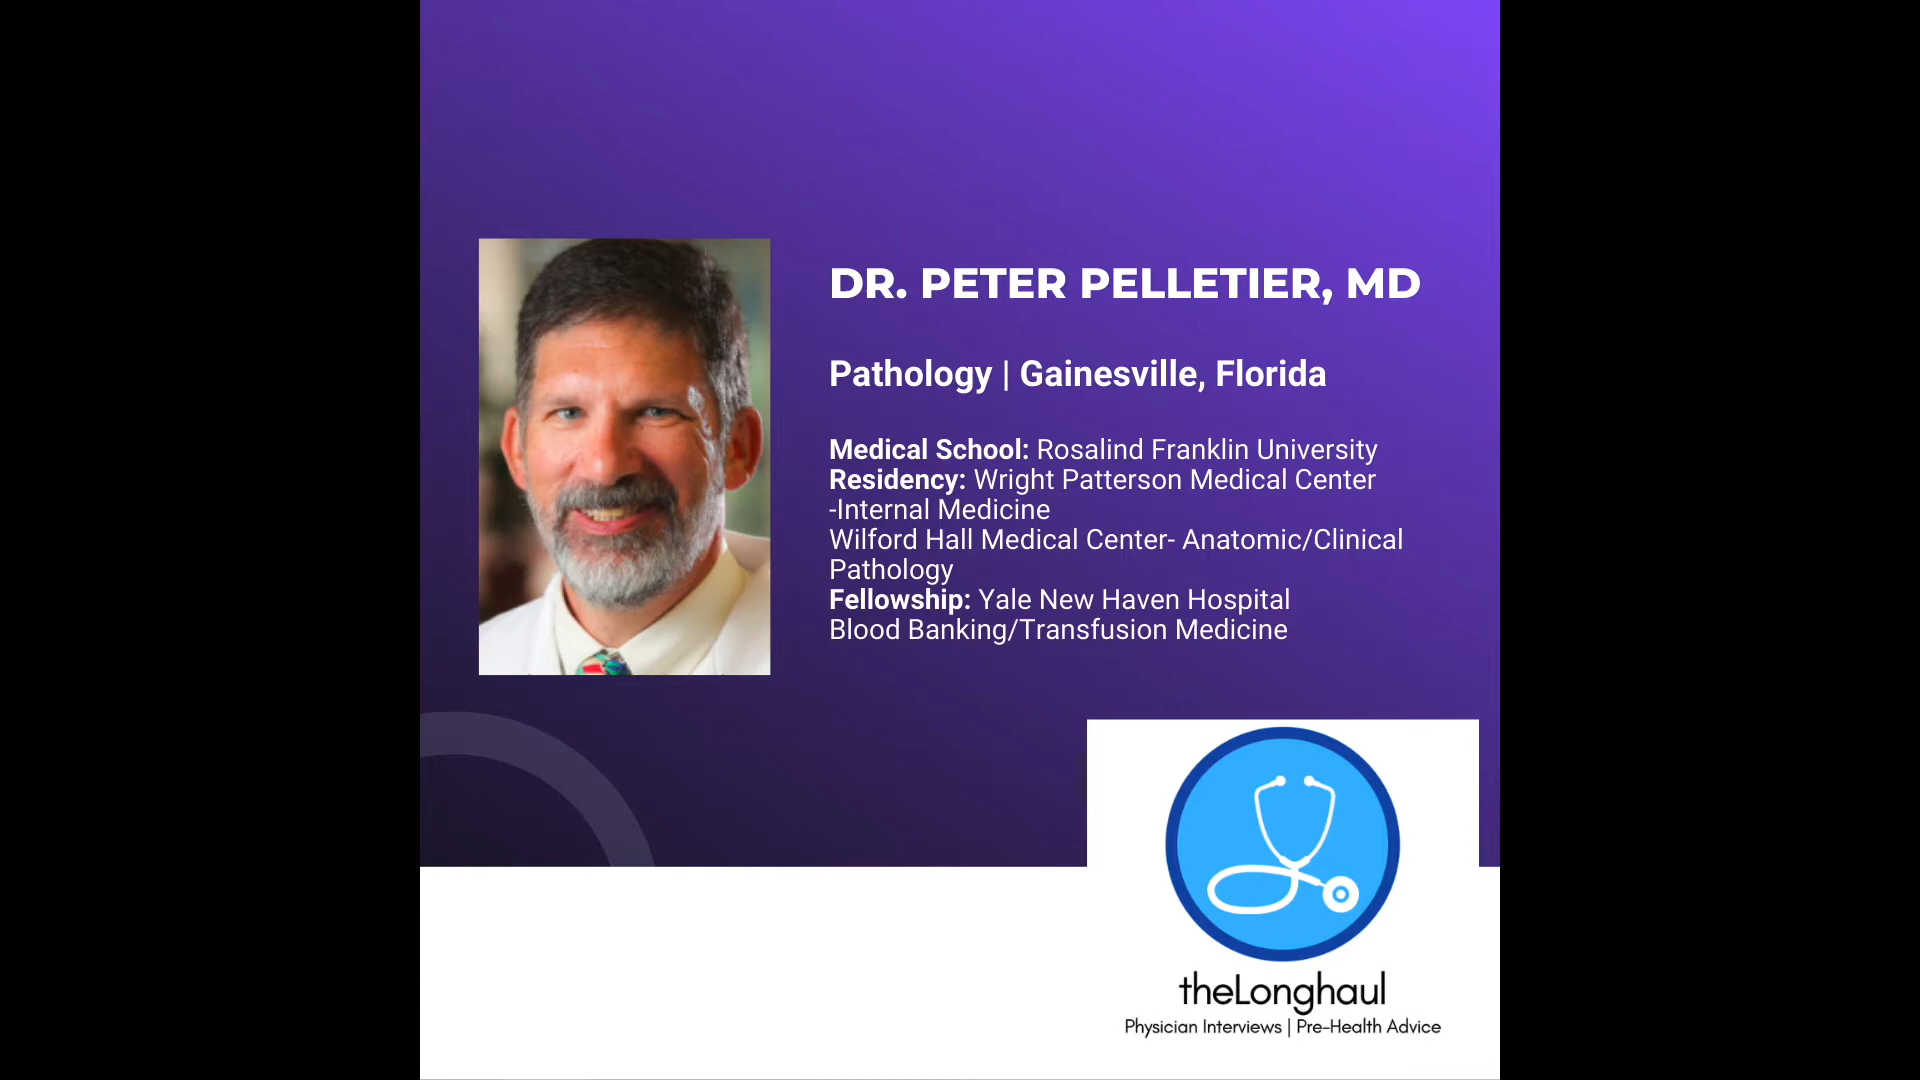 DR. PETER PELLETIER, MD
Pathology | Gainesville, Florida
Medical School: Rosalind Franklin University
Residency: Wright Patterson Medical Center
-Internal Medicine
Wilford Hall Medical Center- Anatomic/Clinical
Pathology
Fellowship: Yale New Haven Hospital
Blood Banking/Transfusion Medicine
theLonghaul
Physician Interviews | Pre-Health Advice